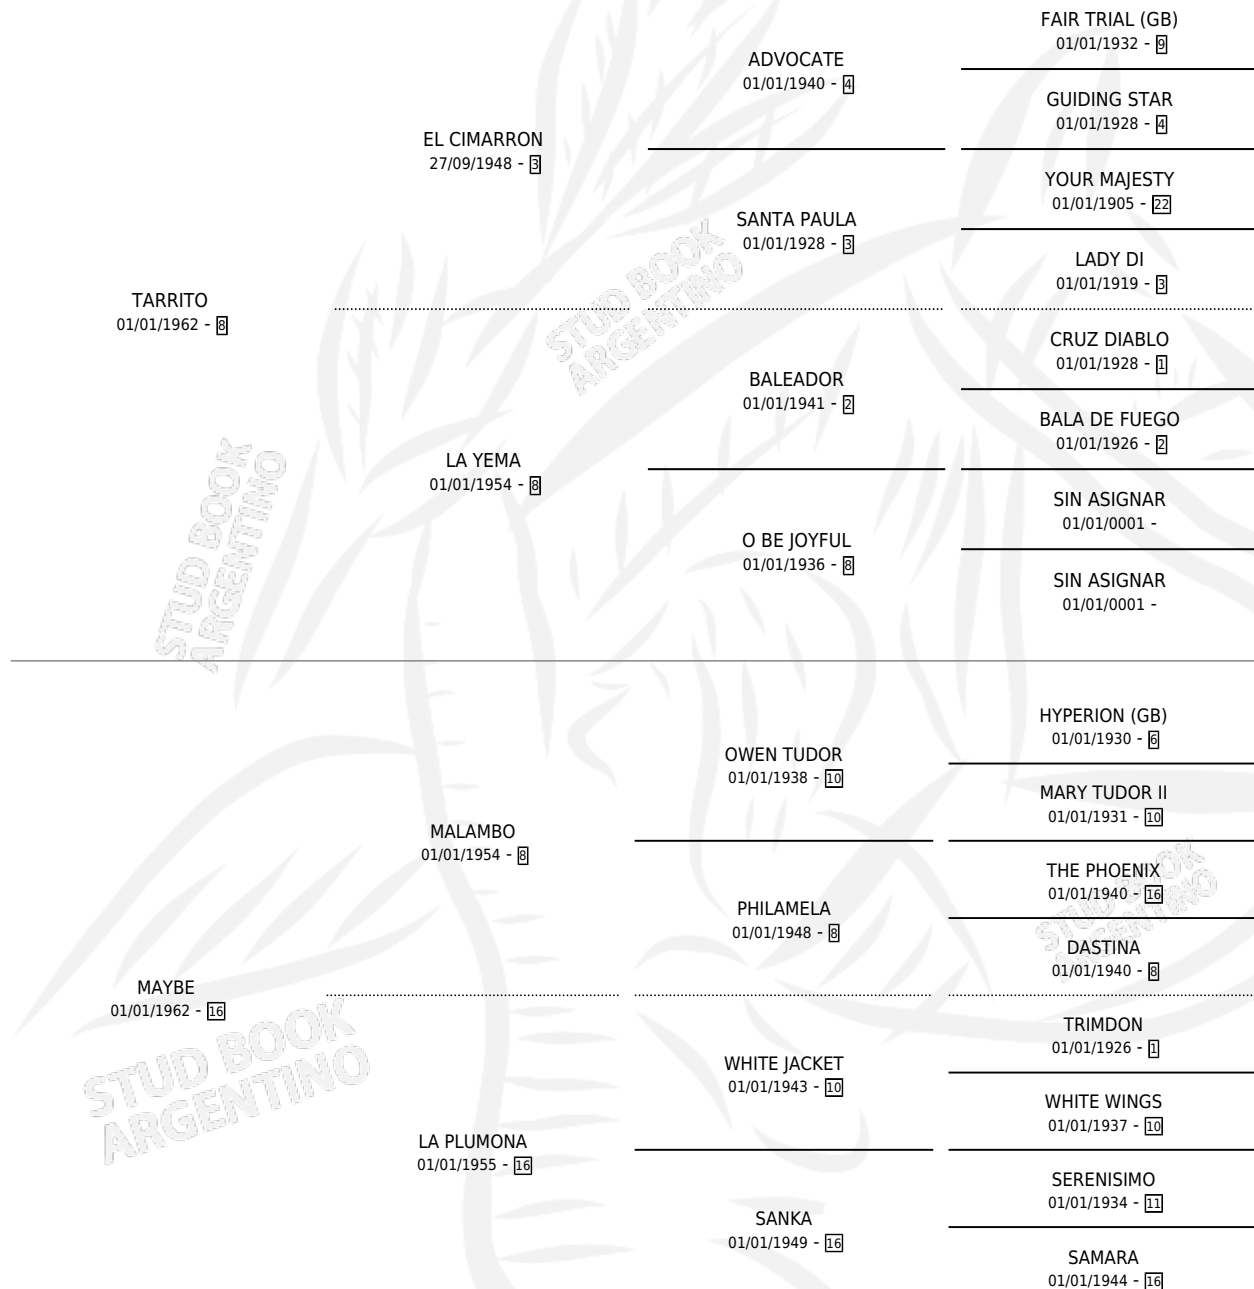 FAIR TRIAL (GB)
01/01/1932 - 9
ADVOCATE
01/01/1940 - 4
GUIDING STAR
01/01/1928 - 4
EL CIMARRON
27/09/1948 - 3
YOUR MAJESTY
01/01/1905 - 22
SANTA PAULA
01/01/1928 - 3
LADY DI
01/01/1919 - 3
TARRITO
01/01/1962 - 8
CRUZ DIABLO
01/01/1928 - 1
BALEADOR
01/01/1941 - 2
BALA DE FUEGO
01/01/1926 - 2
LA YEMA
01/01/1954 - 8
SIN ASIGNAR
01/01/0001 -
O BE JOYFUL
01/01/1936 - 8
SIN ASIGNAR
01/01/0001 -
STUD BOOK
ARGENTINO
STUD BOOK
ARGENTINO
HYPERION (GB)
01/01/1930 - 6
OWEN TUDOR
01/01/1938 - 10
MARY TUDOR II
01/01/1931 - 10
MALAMBO
01/01/1954 - 8
THE PHOENIX
01/01/1940 - 16
PHILAMELA
01/01/1948 - 8
DASTINA
01/01/1940 - 8
MAYBE
01/01/1962 - 16
TRIMDON
01/01/1926 - 1
WHITE JACKET
01/01/1943 - 10
WHITE WINGS
01/01/1937 - 10
LA PLUMONA
01/01/1955 - 16
SERENISIMO
01/01/1934 - 11
SANKA
01/01/1949 - 16
SAMARA
01/01/1944 - 16
STUD BOOK
ARGENTINO
STUD BOOK
ARGENTINO